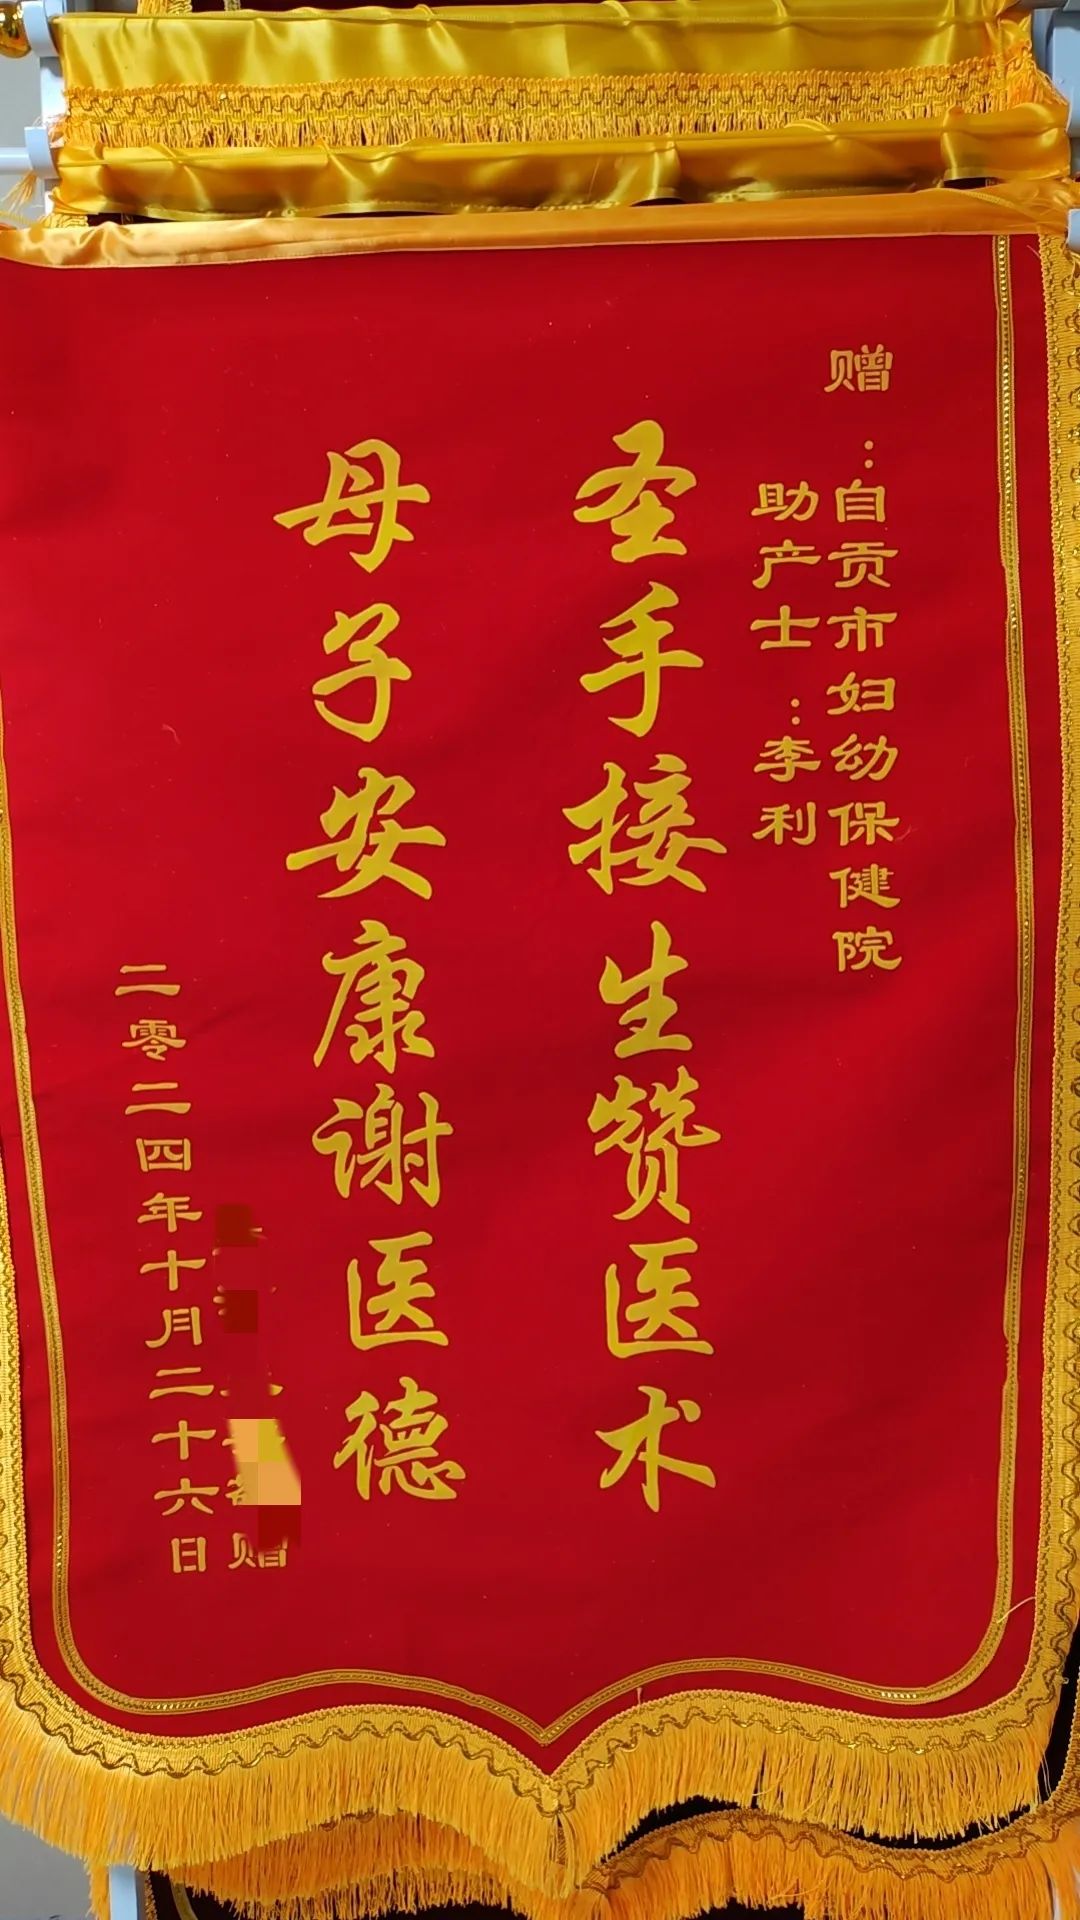 赠：自贡市妇幼保健院
助产士：李利
圣手接生赞医术
母子安康谢医德
赠
二零二四年十月二十六日